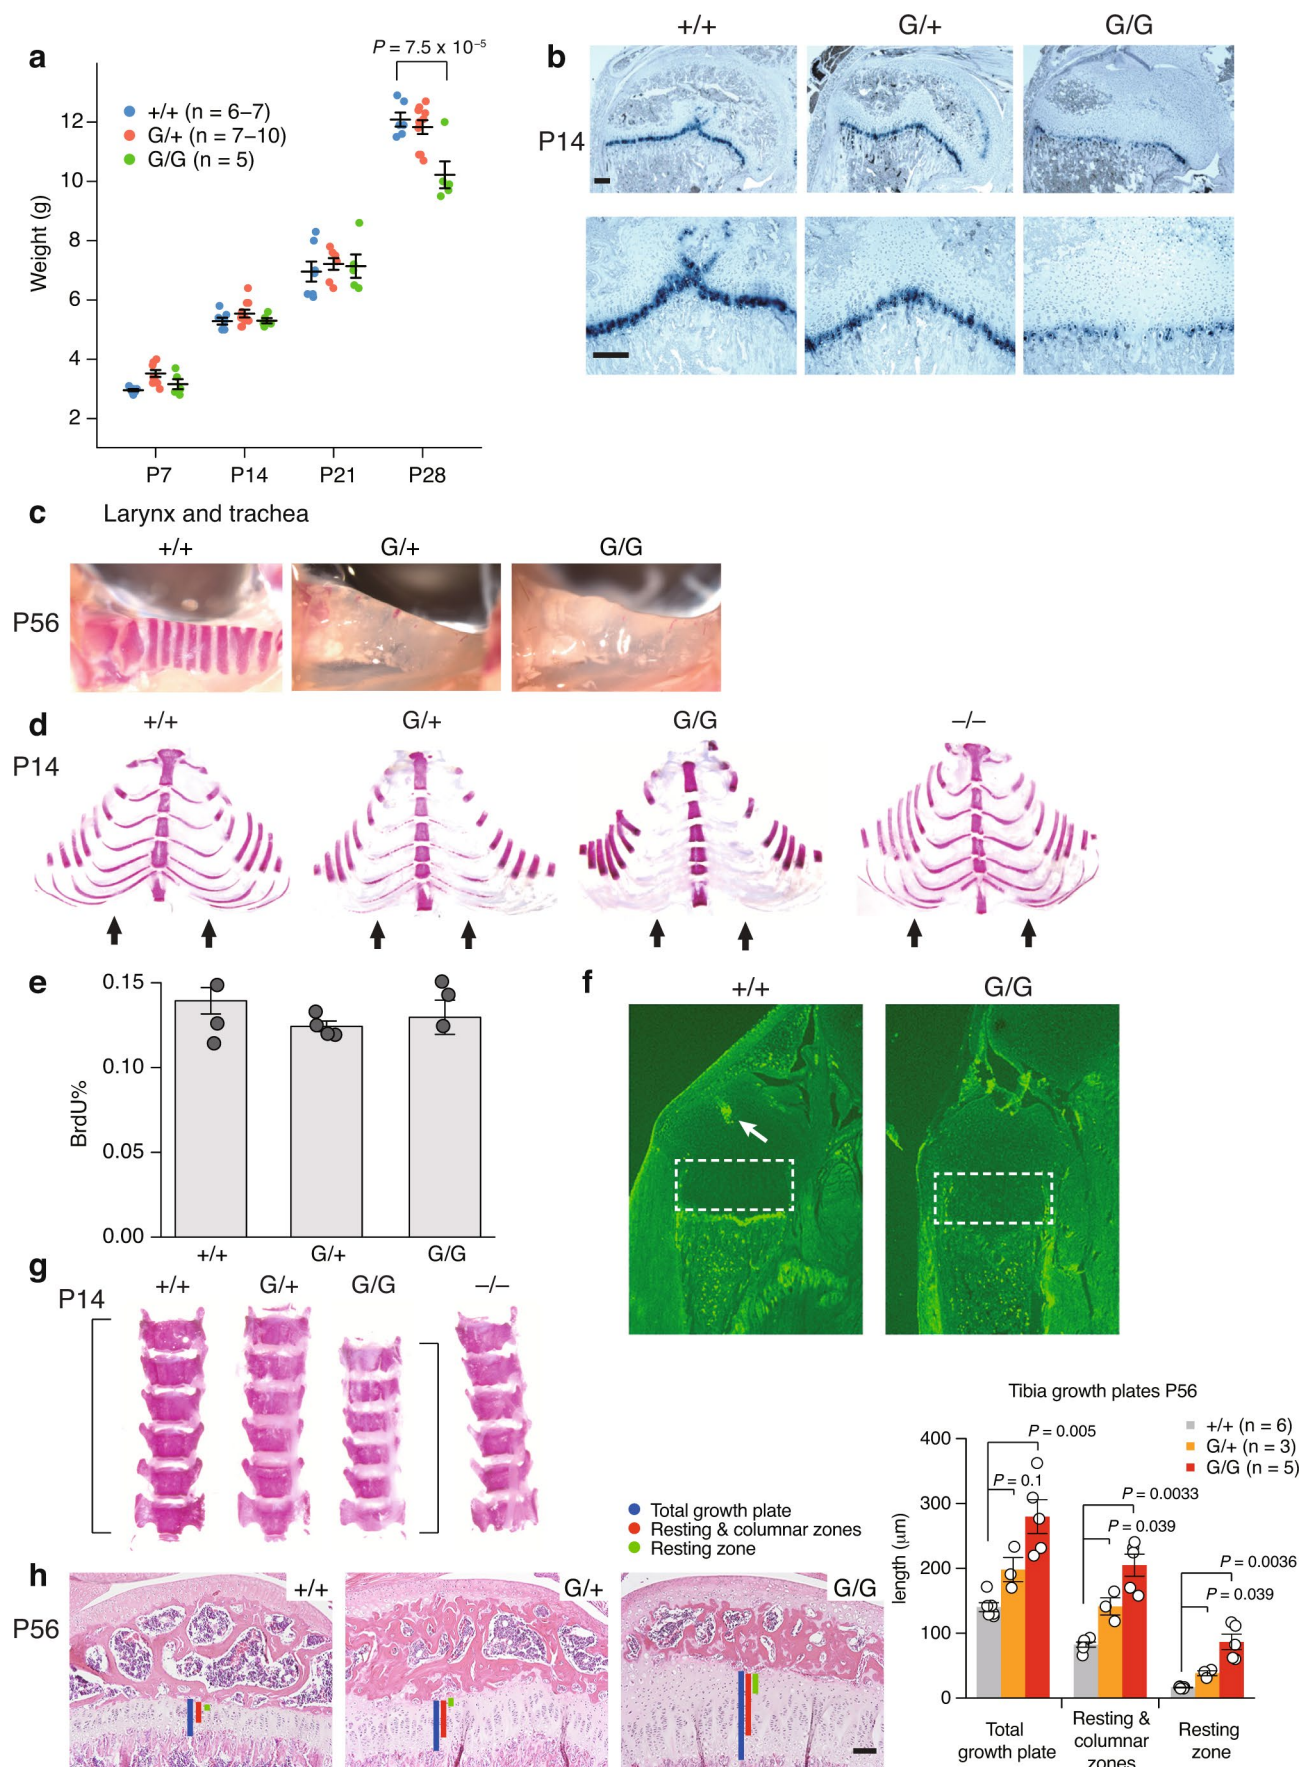 a
P = 7.5 x 10⁻⁵
+/+ (n = 6–7)
G/+ (n = 7–10)
G/G (n = 5)
Weight (g)
12
10
8
6
4
2
P7 P14 P21 P28
b
+/+ G/+ G/G
P14
c
Larynx and trachea
+/+ G/+ G/G
P56
d
+/+ G/+ G/G –/–
P14
e
BrdU%
0.15
0.10
0.05
0.00
+/+ G/+ G/G
f
+/+ G/G
g
+/+ G/+ G/G –/–
P14
Total growth plate
Resting & columnar zones
Resting zone
h
+/+ G/+ G/G
P56
Tibia growth plates P56
+/+ (n = 6)
G/+ (n = 3)
G/G (n = 5)
P = 0.005
P = 0.1
P = 0.0033
P = 0.039
P = 0.0036
P = 0.039
length (µm)
400
300
200
100
0
Total
growth plate
Resting &
columnar
zones
Resting
zone